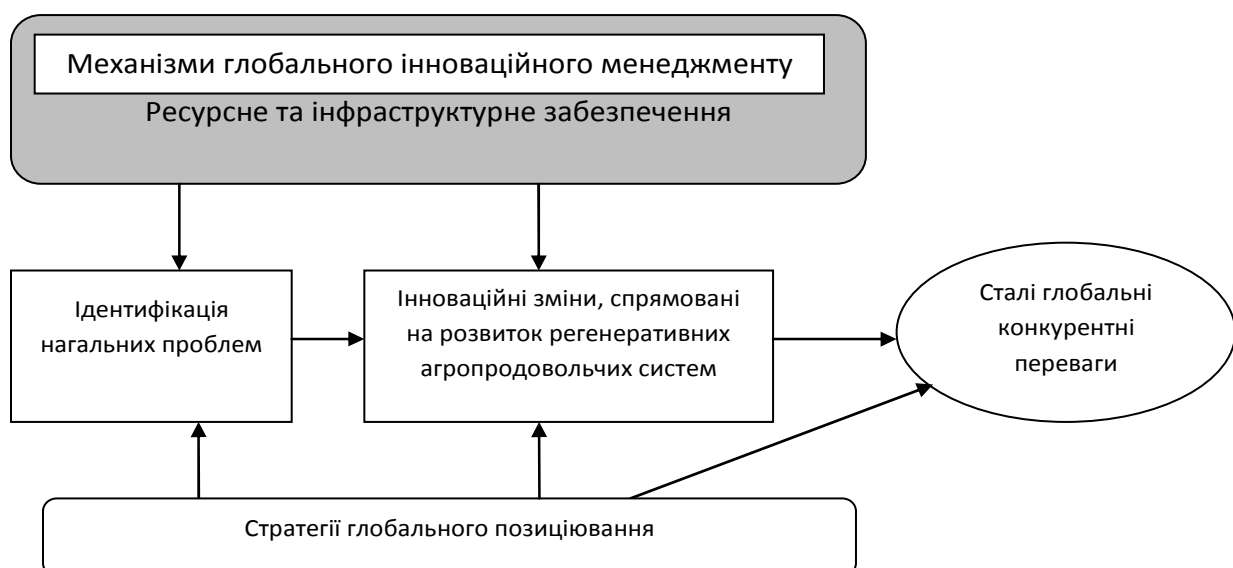 Механізми глобального інноваційного менеджменту
Ресурсне та інфраструктурне забезпечення
Ідентифікація
нагальних проблем
Інноваційні зміни, спрямовані
на розвиток регенеративних
агропродовольчих систем
Сталі глобальні
конкурентні
переваги
Стратегії глобального позиціювання